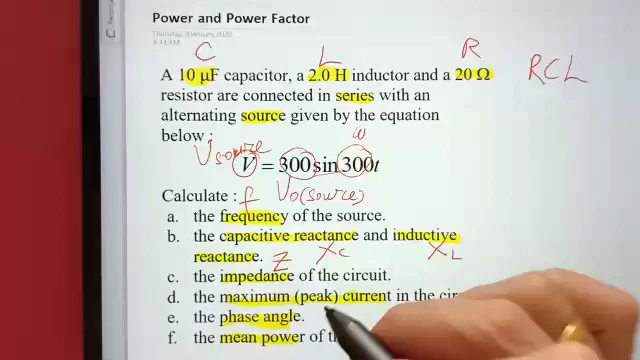 Power and Power Factor
Thursday, 9 January, 2020
C L R
A 10 μF capacitor, a 2.0 H inductor and a 20 Ω
RCL
resistor are connected in series with an
alternating source given by the equation
below :
Vsource
ω
V = 300 sin 300t
Calculate :
f
Vo(source)
a. the frequency of the source.
b. the capacitive reactance and inductive
reactance.
Z Xc XL
c. the impedance of the circuit.
d. the maximum (peak) current in the
e. the phase angle.
f. the mean power of